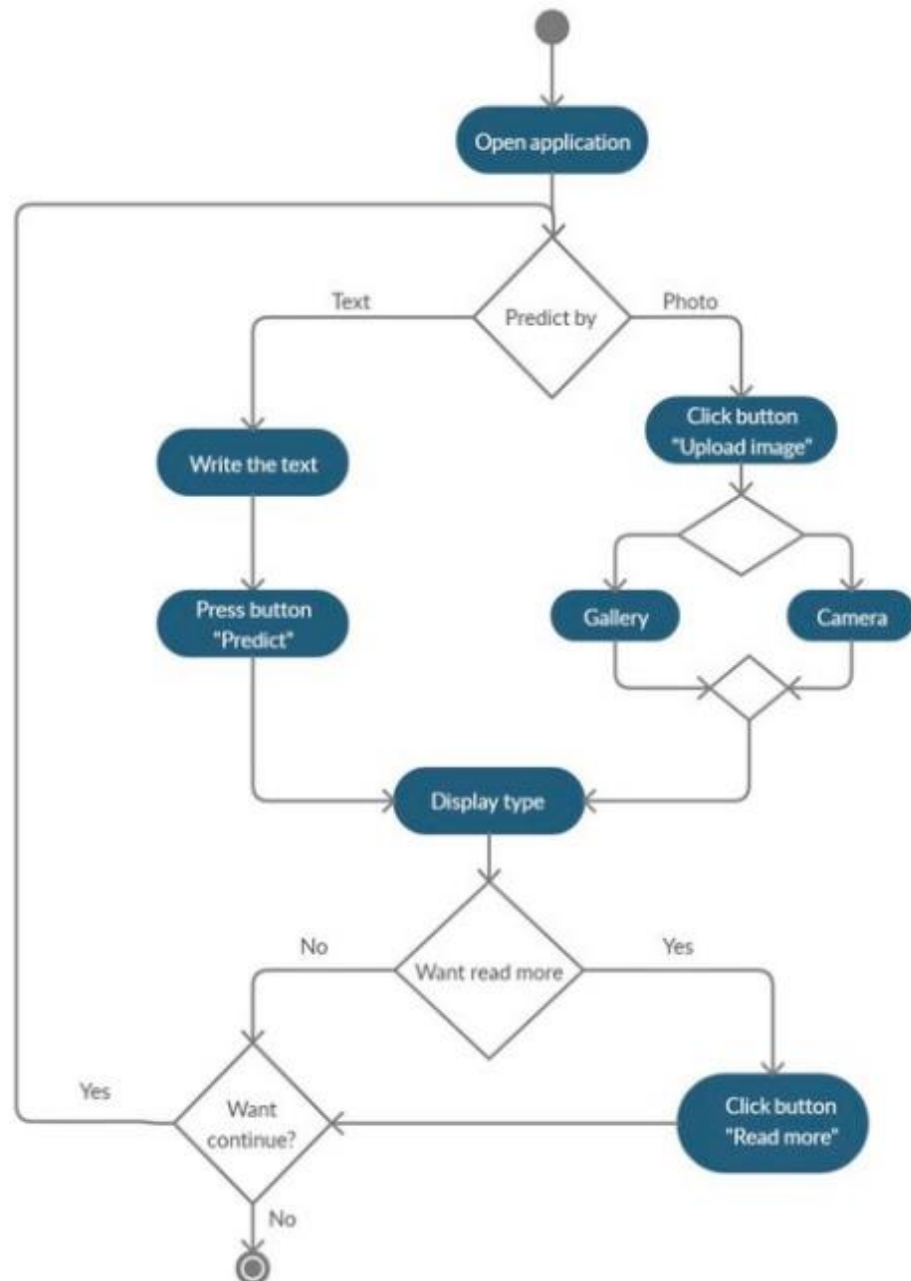 Open application
Text
Predict by
Photo
Click button
"Upload image"
Write the text
Gallery
Camera
Press button
"Predict"
Display type
No
Want read more
Yes
Yes
Want
continue?
Click button
"Read more"
No